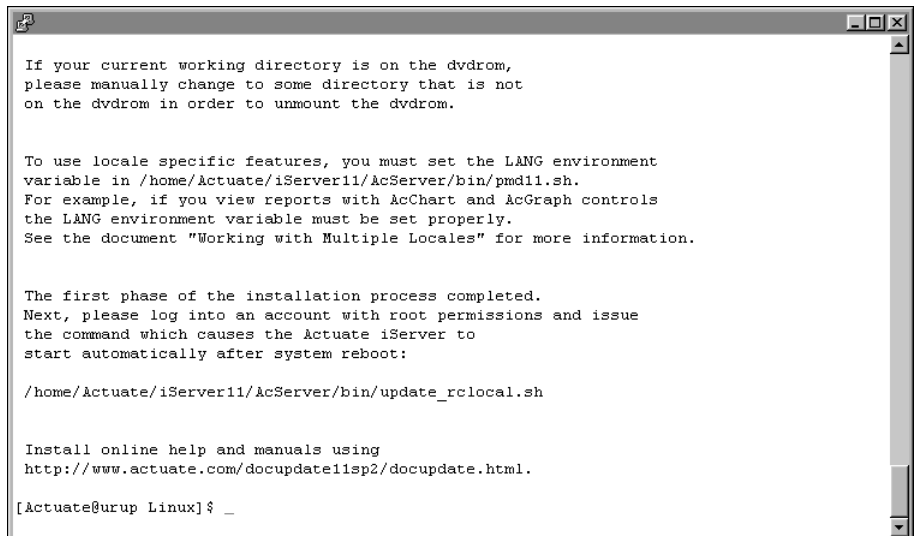 If your current working directory is on the dvdrom,
please manually change to some directory that is not
on the dvdrom in order to unmount the dvdrom.
To use locale specific features, you must set the LANG environment
variable in /home/Actuate/iServer11/AcServer/bin/pmd11.sh.
For example, if you view reports with AcChart and AcGraph controls
the LANG environment variable must be set properly.
See the document "Working with Multiple Locales" for more information.
The first phase of the installation process completed.
Next, please log into an account with root permissions and issue
the command which causes the Actuate iServer to
start automatically after system reboot:
/home/Actuate/iServer11/AcServer/bin/update_rclocal.sh
Install online help and manuals using
http://www.actuate.com/docupdate11sp2/docupdate.html.
[Actuate@urup Linux]$ _